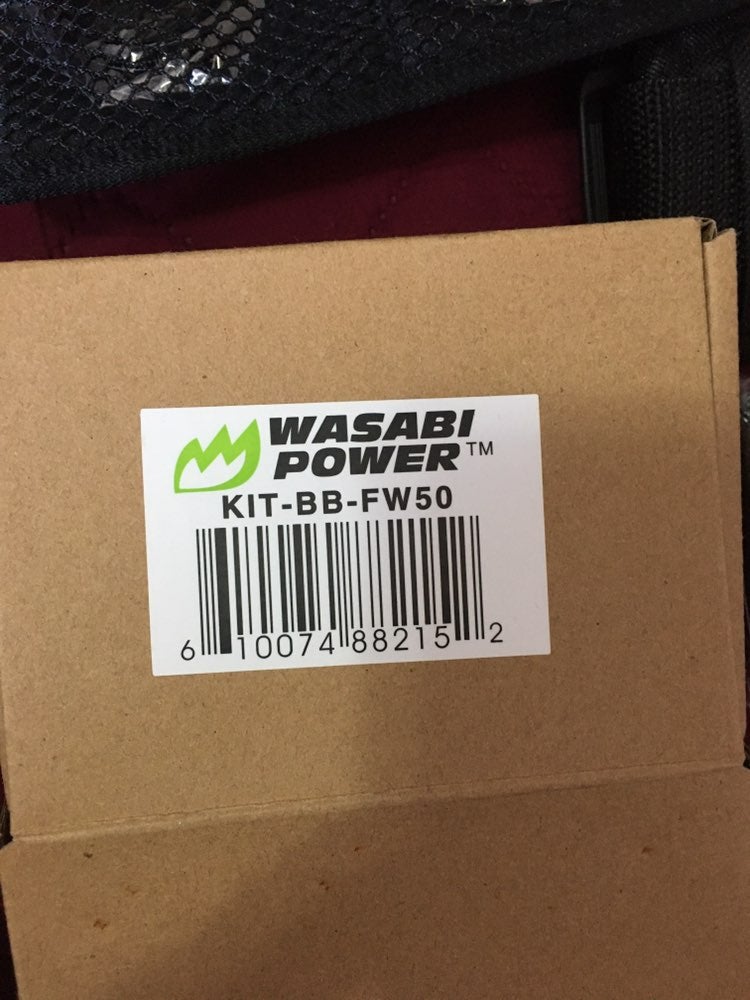 WASABI
POWER™
KIT-BB-FW50
6 10074 88215 2